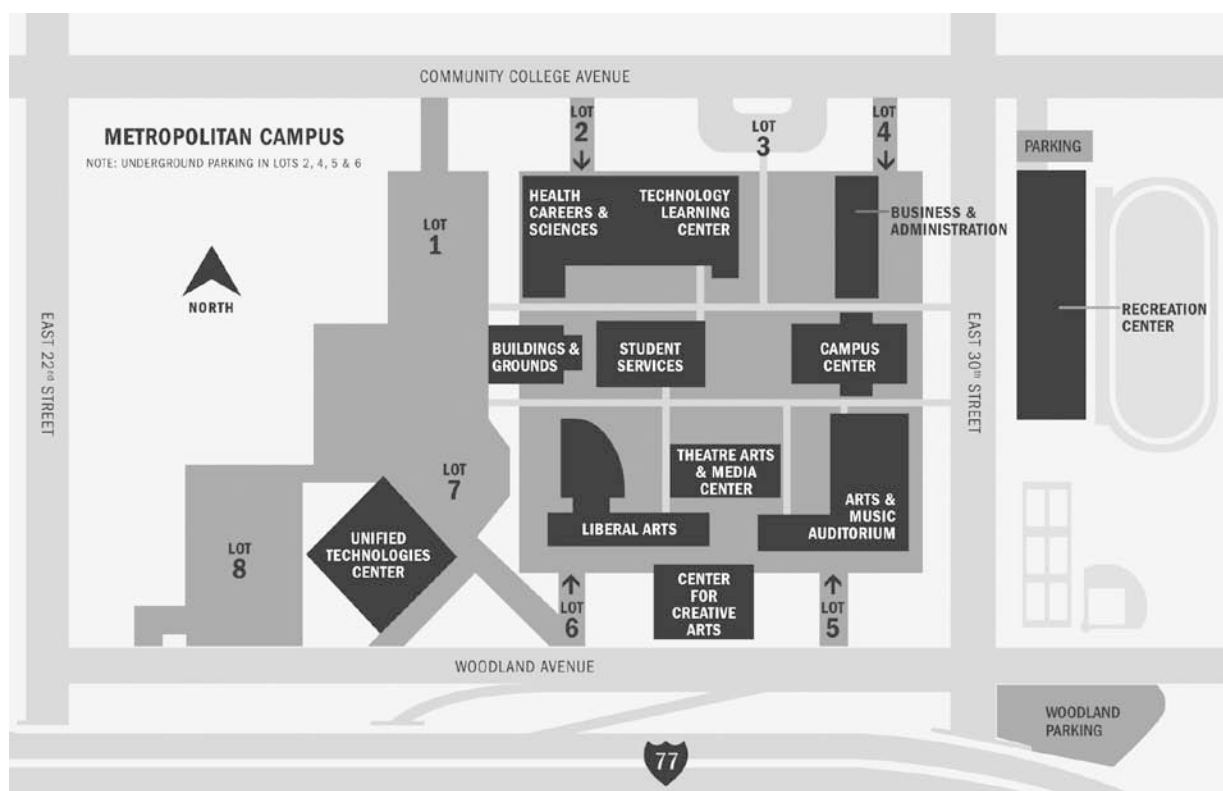 COMMUNITY COLLEGE AVENUE
METROPOLITAN CAMPUS
NOTE: UNDERGROUND PARKING IN LOTS 2, 4, 5 & 6
LOT
2
LOT
3
LOT
4
PARKING
HEALTH
CAREERS &
SCIENCES
TECHNOLOGY
LEARNING
CENTER
BUSINESS &
ADMINISTRATION
LOT
1
NORTH
RECREATION
CENTER
EAST 22nd STREET
BUILDINGS &
GROUNDS
STUDENT
SERVICES
CAMPUS
CENTER
EAST 30th STREET
THEATRE ARTS
& MEDIA
CENTER
LOT
7
ARTS &
MUSIC
AUDITORIUM
LIBERAL ARTS
UNIFIED
TECHNOLOGIES
CENTER
LOT
8
CENTER
FOR
CREATIVE
ARTS
LOT
6
LOT
5
WOODLAND AVENUE
WOODLAND
PARKING
77